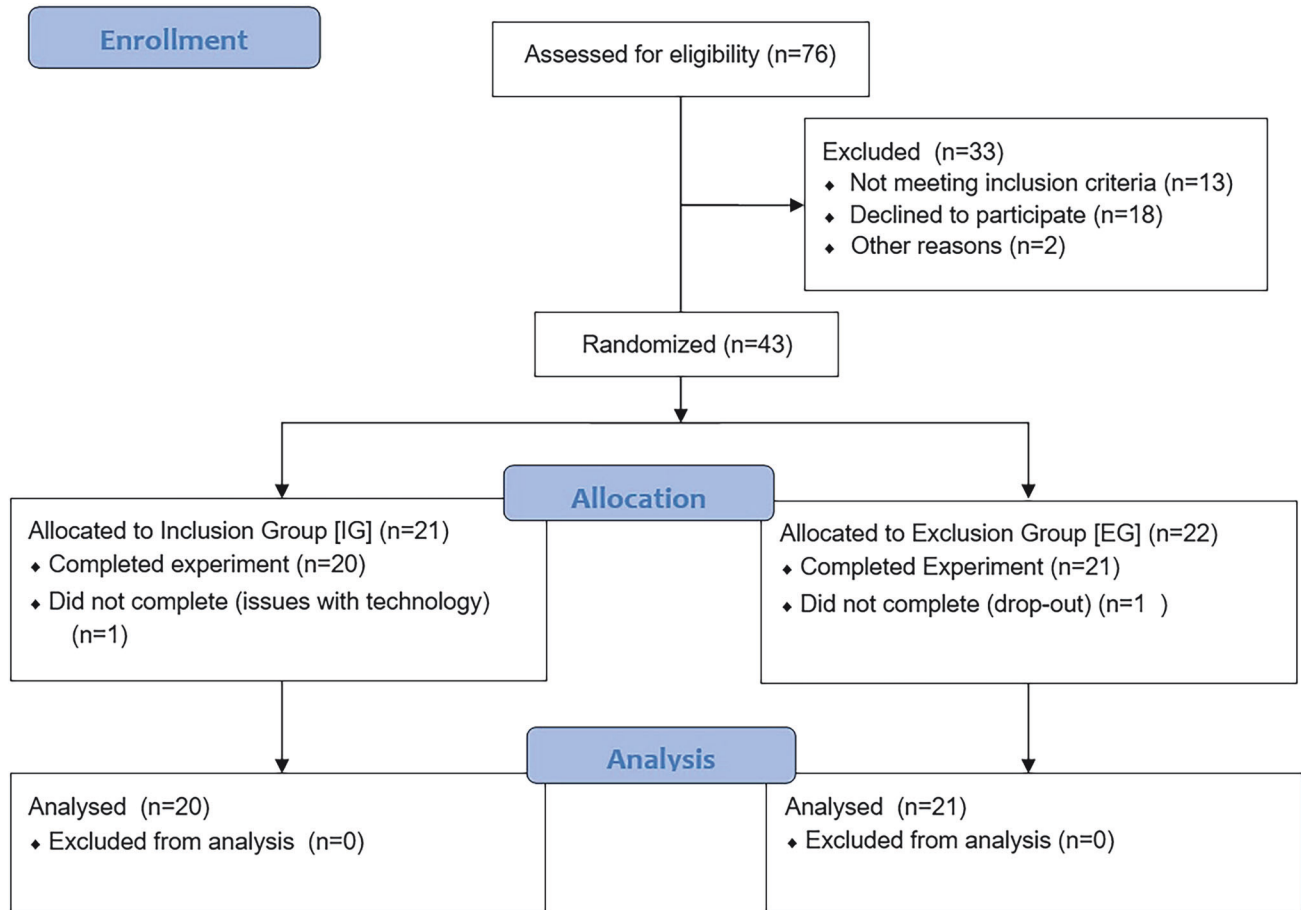 Enrollment
Assessed for eligibility (n=76)
Excluded (n=33)
⬧ Not meeting inclusion criteria (n=13)
⬧ Declined to participate (n=18)
⬧ Other reasons (n=2)
Randomized (n=43)
Allocation
Allocated to Inclusion Group [IG] (n=21)
⬧ Completed experiment (n=20)
⬧ Did not complete (issues with technology)
(n=1)
Allocated to Exclusion Group [EG] (n=22)
⬧ Completed Experiment (n=21)
⬧ Did not complete (drop-out) (n=1 )
Analysis
Analysed (n=20)
⬧ Excluded from analysis (n=0)
Analysed (n=21)
⬧ Excluded from analysis (n=0)